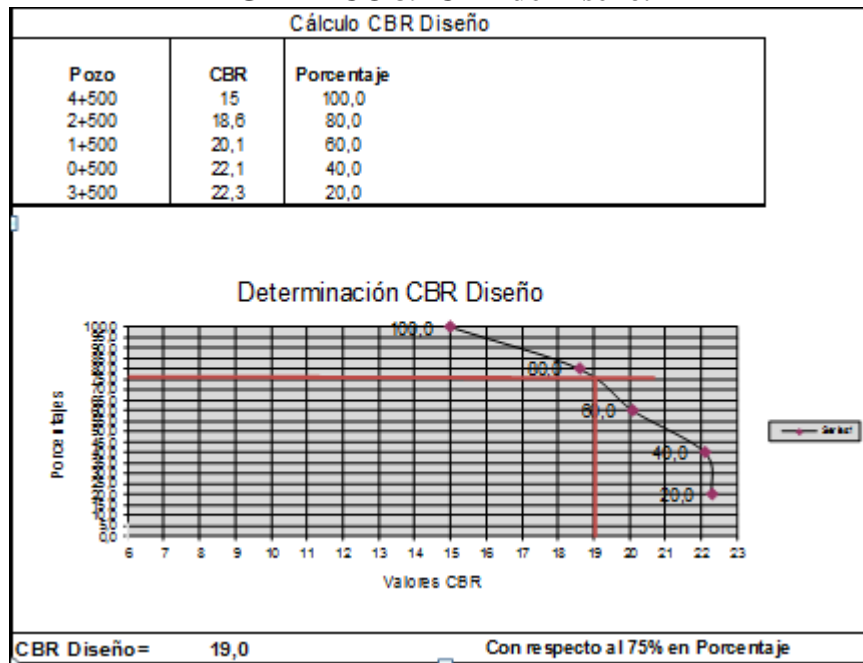 Cálculo CBR Diseño
Pozo CBR Porcentaje
4+500 15 100,0
2+500 18,6 80,0
1+500 20,1 60,0
0+500 22,1 40,0
3+500 22,3 20,0
Determinación CBR Diseño
Porcentajes
100,0
80,0
60,0
40,0
20,0
6 7 8 9 10 11 12 13 14 15 16 17 18 19 20 21 22 23
Valores CBR
CBR Diseño= 19,0 Con respecto al 75% en Porcentaje